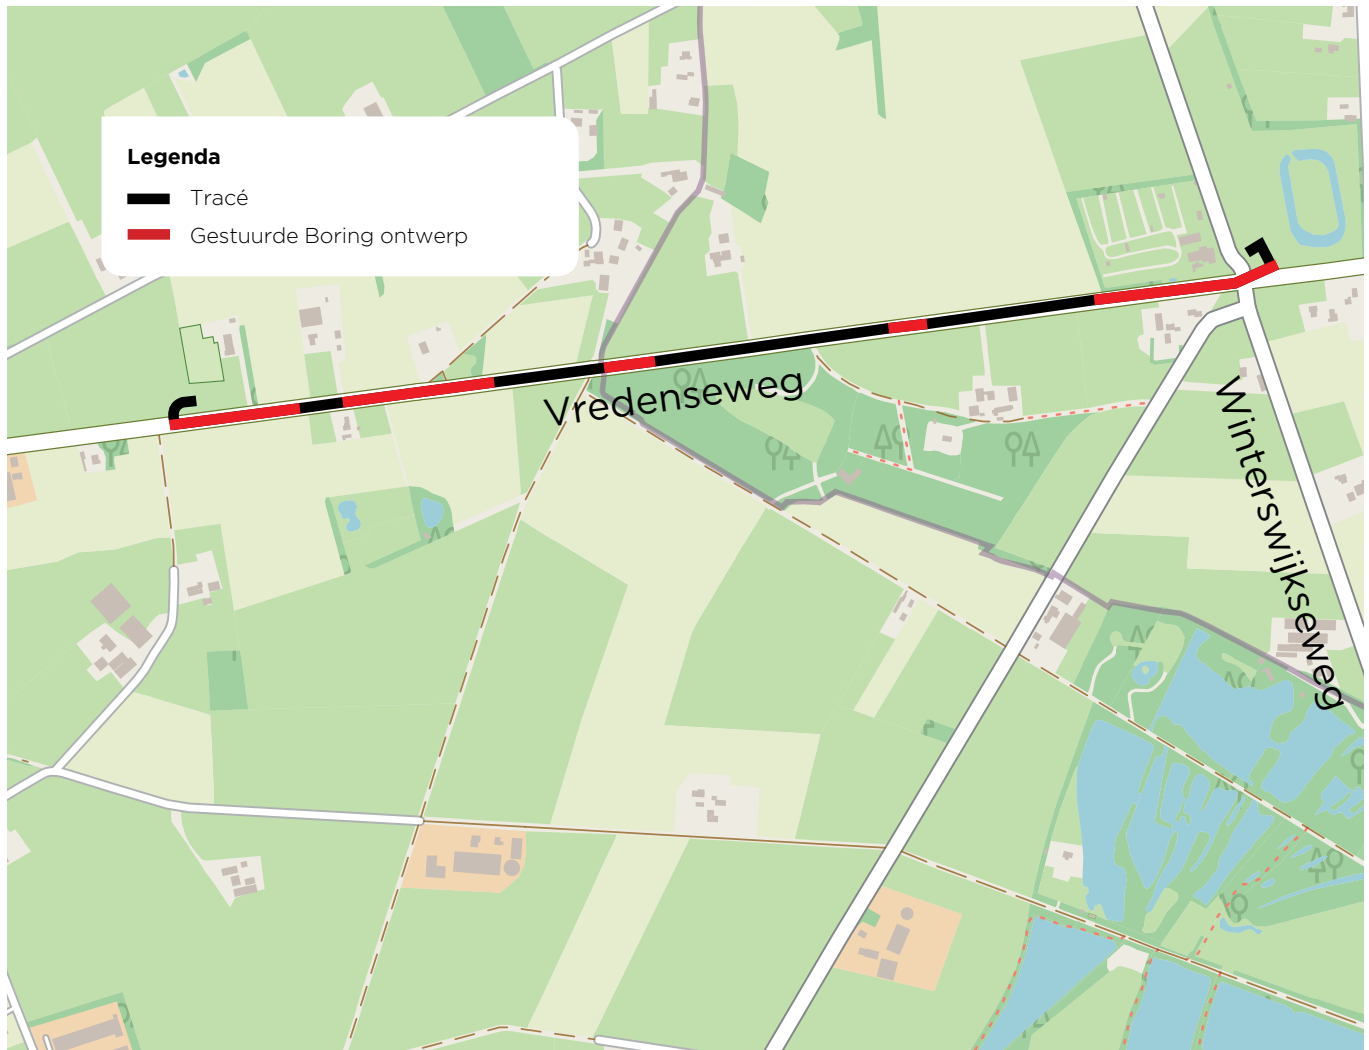 Legenda
Tracé
Gestuurde Boring ontwerp
Vredenseweg
Winterswijkseweg